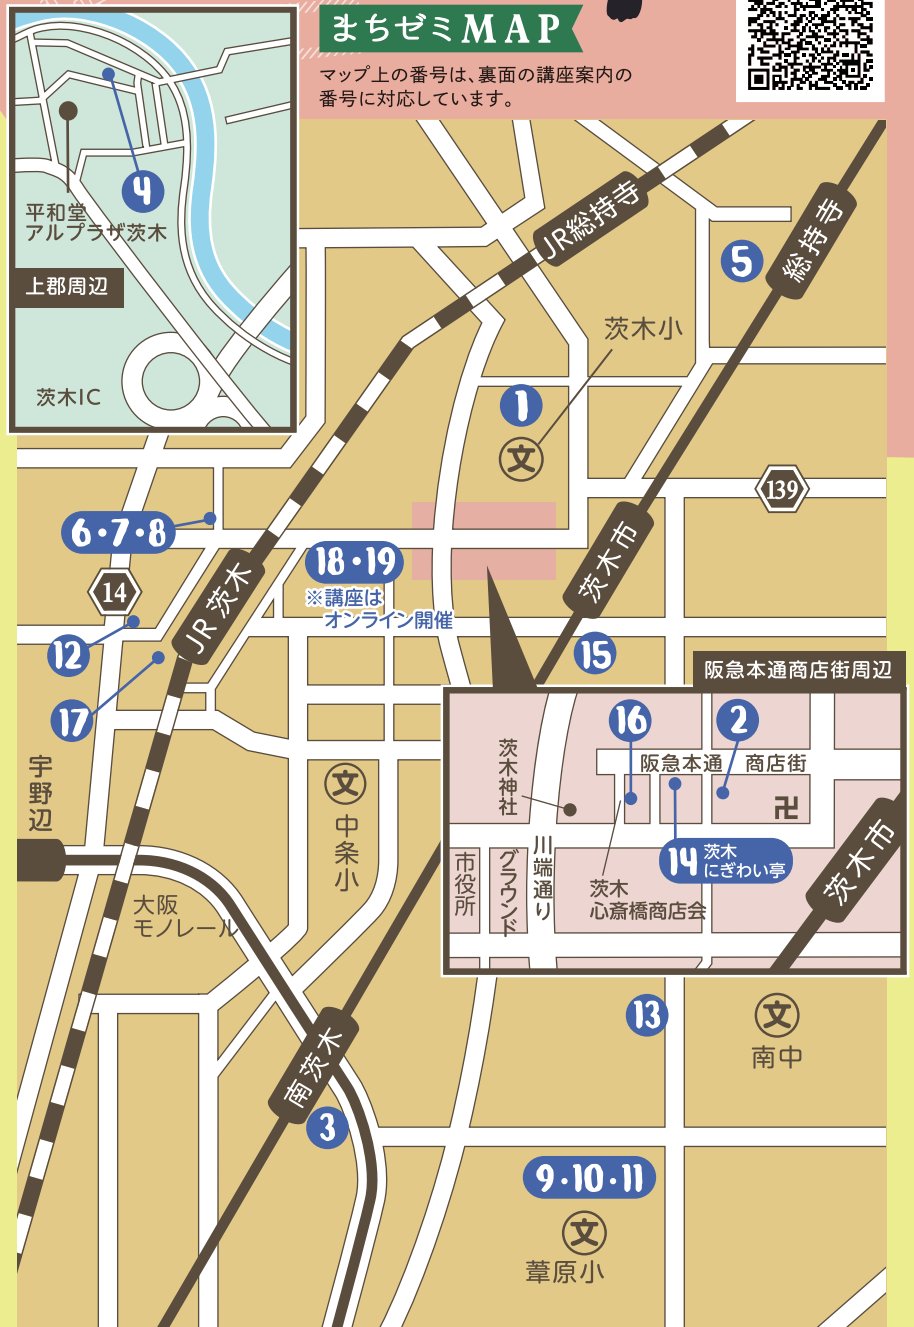 まちゼミMAP
マップ上の番号は、裏面の講座案内の
番号に対応しています。
4
平和堂
アルプラザ茨木
上郡周辺
茨木IC
JR総持寺
総持寺
5
茨木小
1
文
139
6・7・8
14
18・19
※講座は
オンライン開催
JR茨木
茨木市
12
17
15
阪急本通商店街周辺
16
2
茨木神社
阪急本通 商店街
卍
14 茨木
にぎわい亭
市役所
グラウンド
川端通り
茨木
心斎橋商店会
茨木市
宇野辺
文
中条小
大阪
モノレール
13
文
南中
南茨木
3
9・10・11
文
葦原小